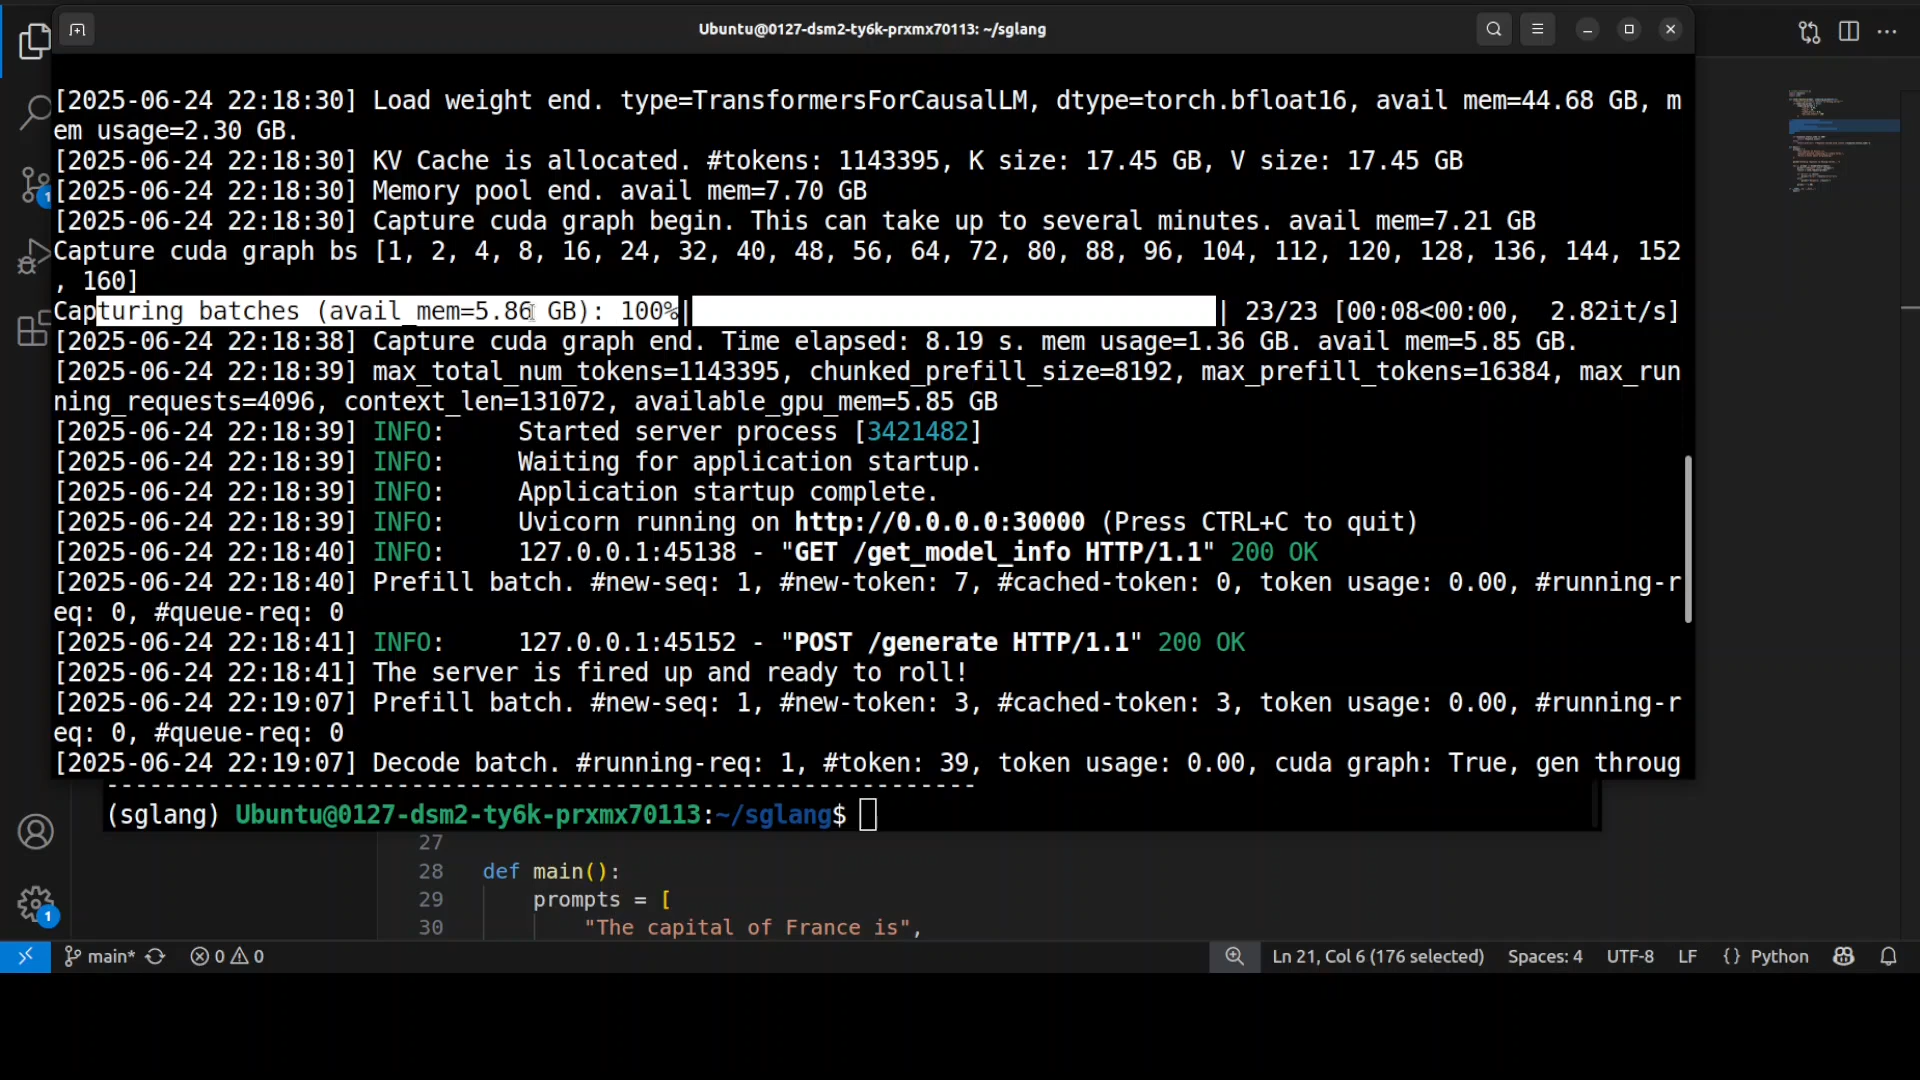 Ubuntu@0127-dsm2-ty6k-prxmx70113: ~/sglang
[2025-06-24 22:18:30] Load weight end. type=TransformersForCausalLM, dtype=torch.bfloat16, avail mem=44.68 GB, m
em usage=2.30 GB.
[2025-06-24 22:18:30] KV Cache is allocated. #tokens: 1143395, K size: 17.45 GB, V size: 17.45 GB
[2025-06-24 22:18:30] Memory pool end. avail mem=7.70 GB
[2025-06-24 22:18:30] Capture cuda graph begin. This can take up to several minutes. avail mem=7.21 GB
Capture cuda graph bs [1, 2, 4, 8, 16, 24, 32, 40, 48, 56, 64, 72, 80, 88, 96, 104, 112, 120, 128, 136, 144, 152
, 160]
Capturing batches (avail_mem=5.86 GB): 100%| | 23/23 [00:08<00:00,  2.82it/s]
[2025-06-24 22:18:38] Capture cuda graph end. Time elapsed: 8.19 s. mem usage=1.36 GB. avail mem=5.85 GB.
[2025-06-24 22:18:39] max_total_num_tokens=1143395, chunked_prefill_size=8192, max_prefill_tokens=16384, max_run
ning_requests=4096, context_len=131072, available_gpu_mem=5.85 GB
[2025-06-24 22:18:39] INFO:     Started server process [3421482]
[2025-06-24 22:18:39] INFO:     Waiting for application startup.
[2025-06-24 22:18:39] INFO:     Application startup complete.
[2025-06-24 22:18:39] INFO:     Uvicorn running on http://0.0.0.0:30000 (Press CTRL+C to quit)
[2025-06-24 22:18:40] INFO:     127.0.0.1:45138 - "GET /get_model_info HTTP/1.1" 200 OK
[2025-06-24 22:18:40] Prefill batch. #new-seq: 1, #new-token: 7, #cached-token: 0, token usage: 0.00, #running-r
eq: 0, #queue-req: 0
[2025-06-24 22:18:41] INFO:     127.0.0.1:45152 - "POST /generate HTTP/1.1" 200 OK
[2025-06-24 22:18:41] The server is fired up and ready to roll!
[2025-06-24 22:19:07] Prefill batch. #new-seq: 1, #new-token: 3, #cached-token: 3, token usage: 0.00, #running-r
eq: 0, #queue-req: 0
[2025-06-24 22:19:07] Decode batch. #running-req: 1, #token: 39, token usage: 0.00, cuda graph: True, gen throug
------------------------------------------------------------
(sglang) Ubuntu@0127-dsm2-ty6k-prxmx70113:~/sglang$
27
28 def main():
29 prompts = [
30 "The capital of France is",
1
1
main* 0 0 Ln 21, Col 6 (176 selected) Spaces: 4 UTF-8 LF {} Python